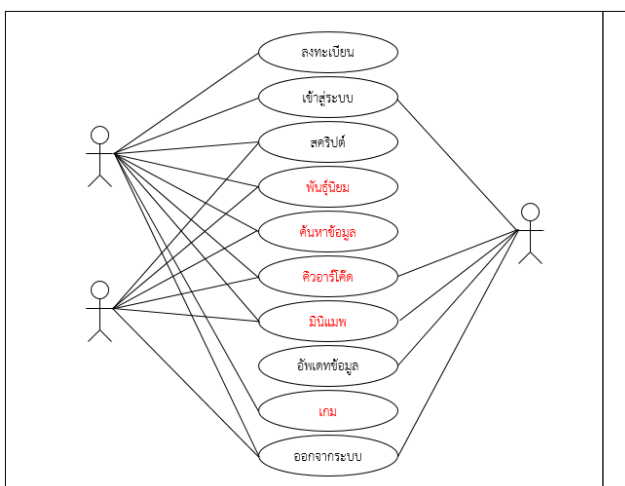 ลงทะเบียน
เข้าสู่ระบบ
สคริปต์
พันธุ์นิยม
ค้นหาข้อมูล
คิวอาร์โค๊ด
มินิแมพ
อัพเดทข้อมูล
เกม
ออกจากระบบ